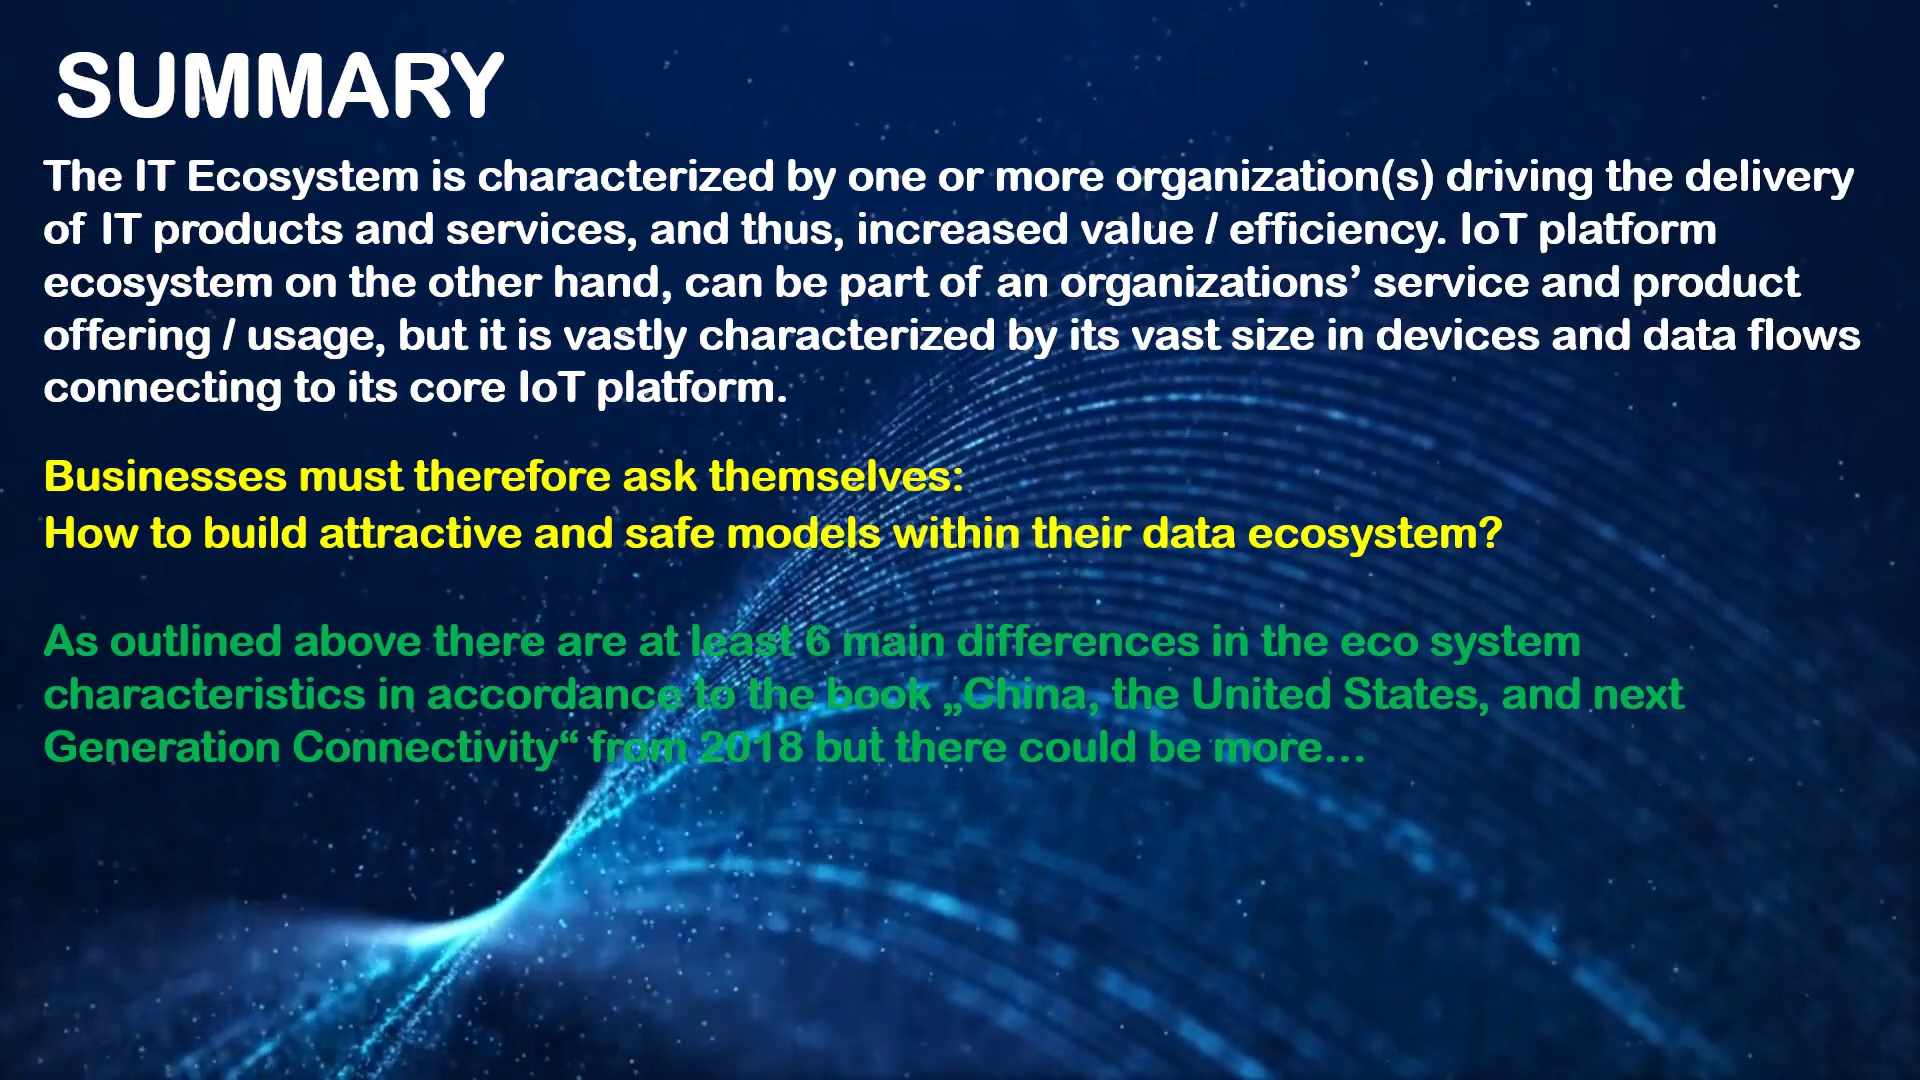 SUMMARY
The IT Ecosystem is characterized by one or more organization(s) driving the delivery
of IT products and services, and thus, increased value / efficiency. IoT platform
ecosystem on the other hand, can be part of an organizations’ service and product
offering / usage, but it is vastly characterized by its vast size in devices and data flows
connecting to its core IoT platform.
Businesses must therefore ask themselves:
How to build attractive and safe models within their data ecosystem?
As outlined above there are at least 6 main differences in the eco system
characteristics in accordance to the book „China, the United States, and next
Generation Connectivity“ from 2018 but there could be more…